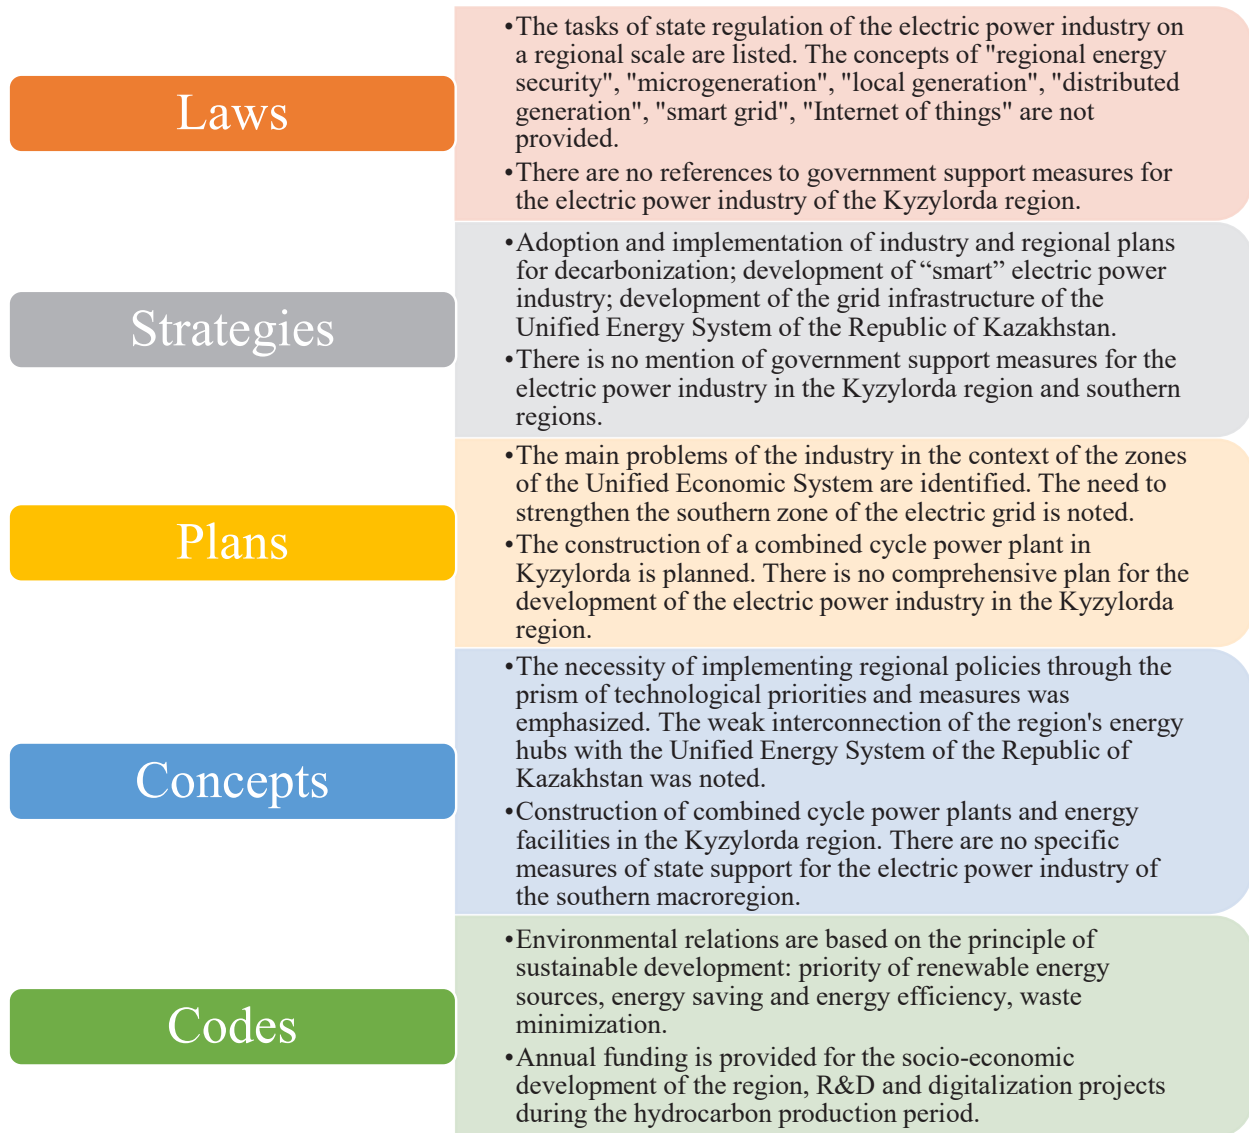 Laws
•The tasks of state regulation of the electric power industry on
a regional scale are listed. The concepts of "regional energy
security", "microgeneration", "local generation", "distributed
generation", "smart grid", "Internet of things" are not
provided.
•There are no references to government support measures for
the electric power industry of the Kyzylorda region.
Strategies
•Adoption and implementation of industry and regional plans
for decarbonization; development of “smart” electric power
industry; development of the grid infrastructure of the
Unified Energy System of the Republic of Kazakhstan.
•There is no mention of government support measures for the
electric power industry in the Kyzylorda region and southern
regions.
Plans
•The main problems of the industry in the context of the zones
of the Unified Economic System are identified. The need to
strengthen the southern zone of the electric grid is noted.
•The construction of a combined cycle power plant in
Kyzylorda is planned. There is no comprehensive plan for the
development of the electric power industry in the Kyzylorda
region.
Concepts
•The necessity of implementing regional policies through the
prism of technological priorities and measures was
emphasized. The weak interconnection of the region's energy
hubs with the Unified Energy System of the Republic of
Kazakhstan was noted.
•Construction of combined cycle power plants and energy
facilities in the Kyzylorda region. There are no specific
measures of state support for the electric power industry of
the southern macroregion.
Codes
•Environmental relations are based on the principle of
sustainable development: priority of renewable energy
sources, energy saving and energy efficiency, waste
minimization.
•Annual funding is provided for the socio-economic
development of the region, R&D and digitalization projects
during the hydrocarbon production period.